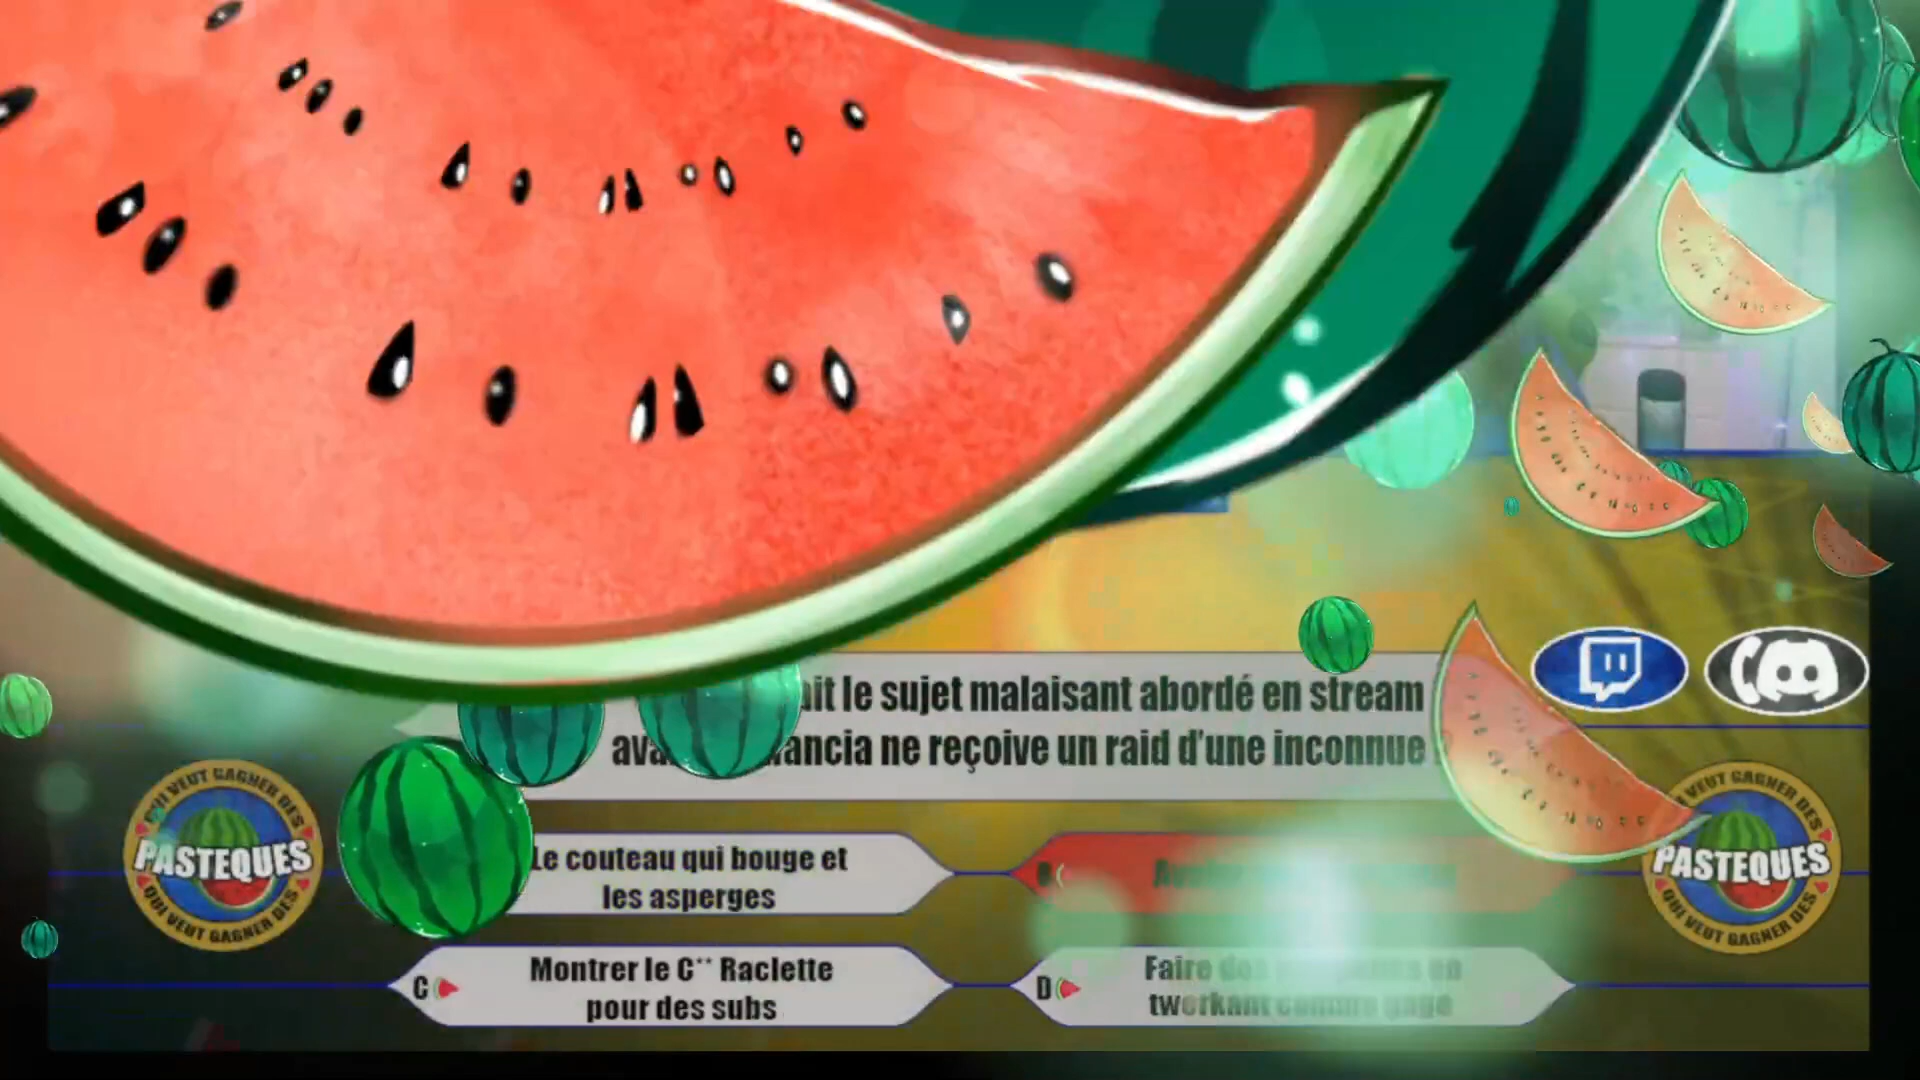 it le sujet malaisant abordé en stream
ancia ne reçoive un raid d'une inconnue
Le couteau qui bouge et
les asperges
C
Montrer le C** Raclette
pour des subs
D
Faire
twerkant comme gage
QUI VEUT GAGNER DES
PASTEQUES
QUI VEUT GAGNER DES
VEUT GAGNER DES
PASTEQUES
QUI VEUT GAGNER DES